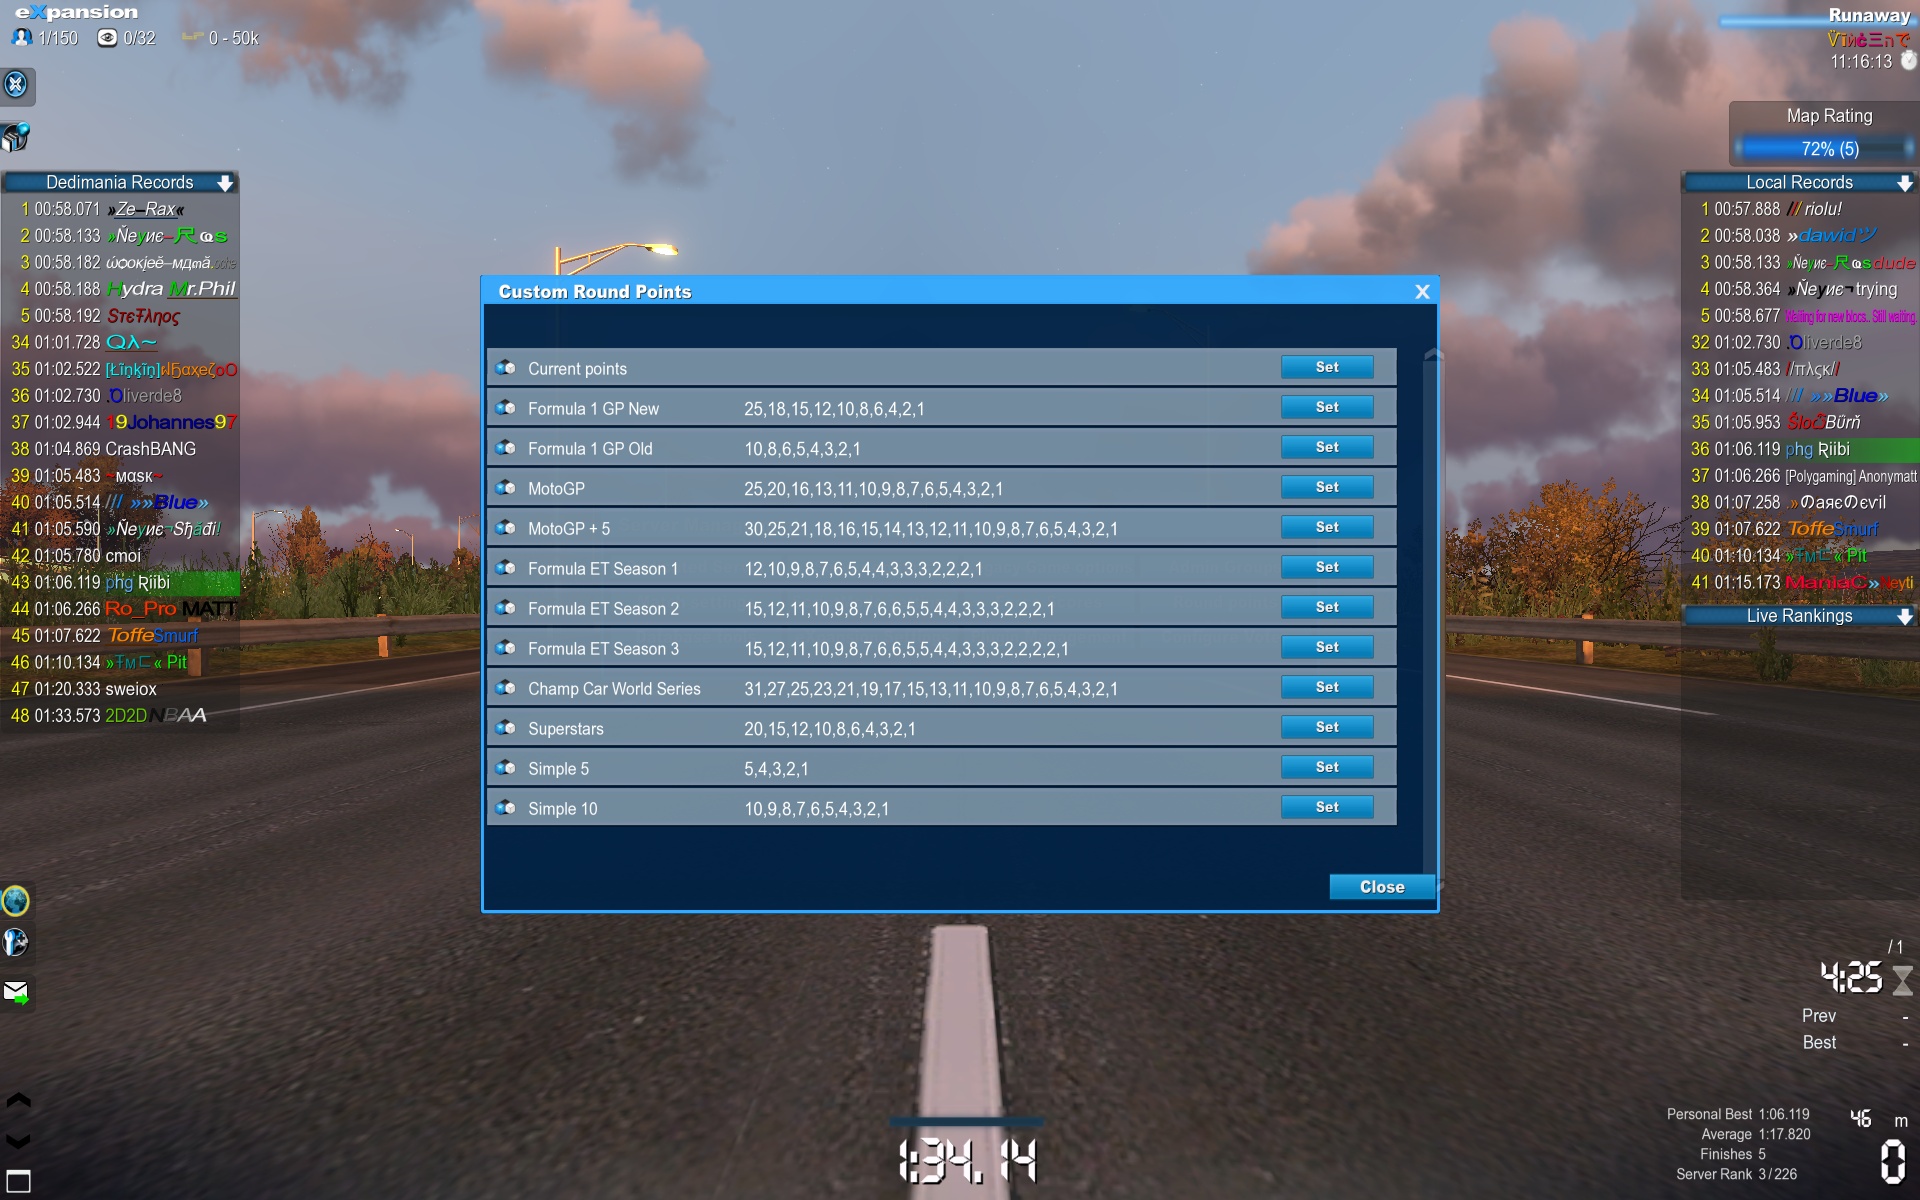 eXpansion
1/150 0/32 0 - 50k
Runaway
11:16:13
Map Rating
72% (5)
Dedimania Records
1 00:58.071 »Ze–Rax«
2 00:58.133
3 00:58.182
4 00:58.188 Hydra Mr.Phil
5 00:58.192
34 01:01.728 Qλ~
35 01:02.522
36 01:02.730 .Oliverde8
37 01:02.944 19Johannes97
38 01:04.869 CrashBANG
39 01:05.483 ~мαsк~
40 01:05.514 /// »»Blue»
41 01:05.590
42 01:05.780 cmoi
43 01:06.119 phg Ʀiibi
44 01:06.266 Ro_Pro MATT
45 01:07.622 ToffeSmurf
46 01:10.134 « Pit
47 01:20.333 sweiox
48 01:33.573 2D2D NBAA
Custom Round Points X
Current points Set
Formula 1 GP New 25,18,15,12,10,8,6,4,2,1 Set
Formula 1 GP Old 10,8,6,5,4,3,2,1 Set
MotoGP 25,20,16,13,11,10,9,8,7,6,5,4,3,2,1 Set
MotoGP + 5 30,25,21,18,16,15,14,13,12,11,10,9,8,7,6,5,4,3,2,1 Set
Formula ET Season 1 12,10,9,8,7,6,5,4,4,3,3,3,2,2,2,1 Set
Formula ET Season 2 15,12,11,10,9,8,7,6,6,5,5,4,4,3,3,3,2,2,2,1 Set
Formula ET Season 3 15,12,11,10,9,8,7,6,6,5,5,4,4,3,3,3,2,2,2,2,1 Set
Champ Car World Series 31,27,25,23,21,19,17,15,13,11,10,9,8,7,6,5,4,3,2,1 Set
Superstars 20,15,12,10,8,6,4,3,2,1 Set
Simple 5 5,4,3,2,1 Set
Simple 10 10,9,8,7,6,5,4,3,2,1 Set
Close
Local Records
1 00:57.888 // riolu!
2 00:58.038 »dawidツ
3 00:58.133
4 00:58.364 trying
5 00:58.677 Waiting for new blocs.. Still waiting.
32 01:02.730 .Oliverde8
33 01:05.483
34 01:05.514 /// »»Blue»
35 01:05.953
36 01:06.119 phg Ʀiibi
37 01:06.266 [Polygaming] Anonymatt
38 01:07.258
39 01:07.622 ToffeSmurf
40 01:10.134 « Pit
41 01:15.173 ManiaC» Neyti
Live Rankings
/ 1
4:25
Prev -
Best -
Personal Best 1:06.119
Average 1:17.820
Finishes 5
Server Rank 3 / 226
46 m
0
1:34.14